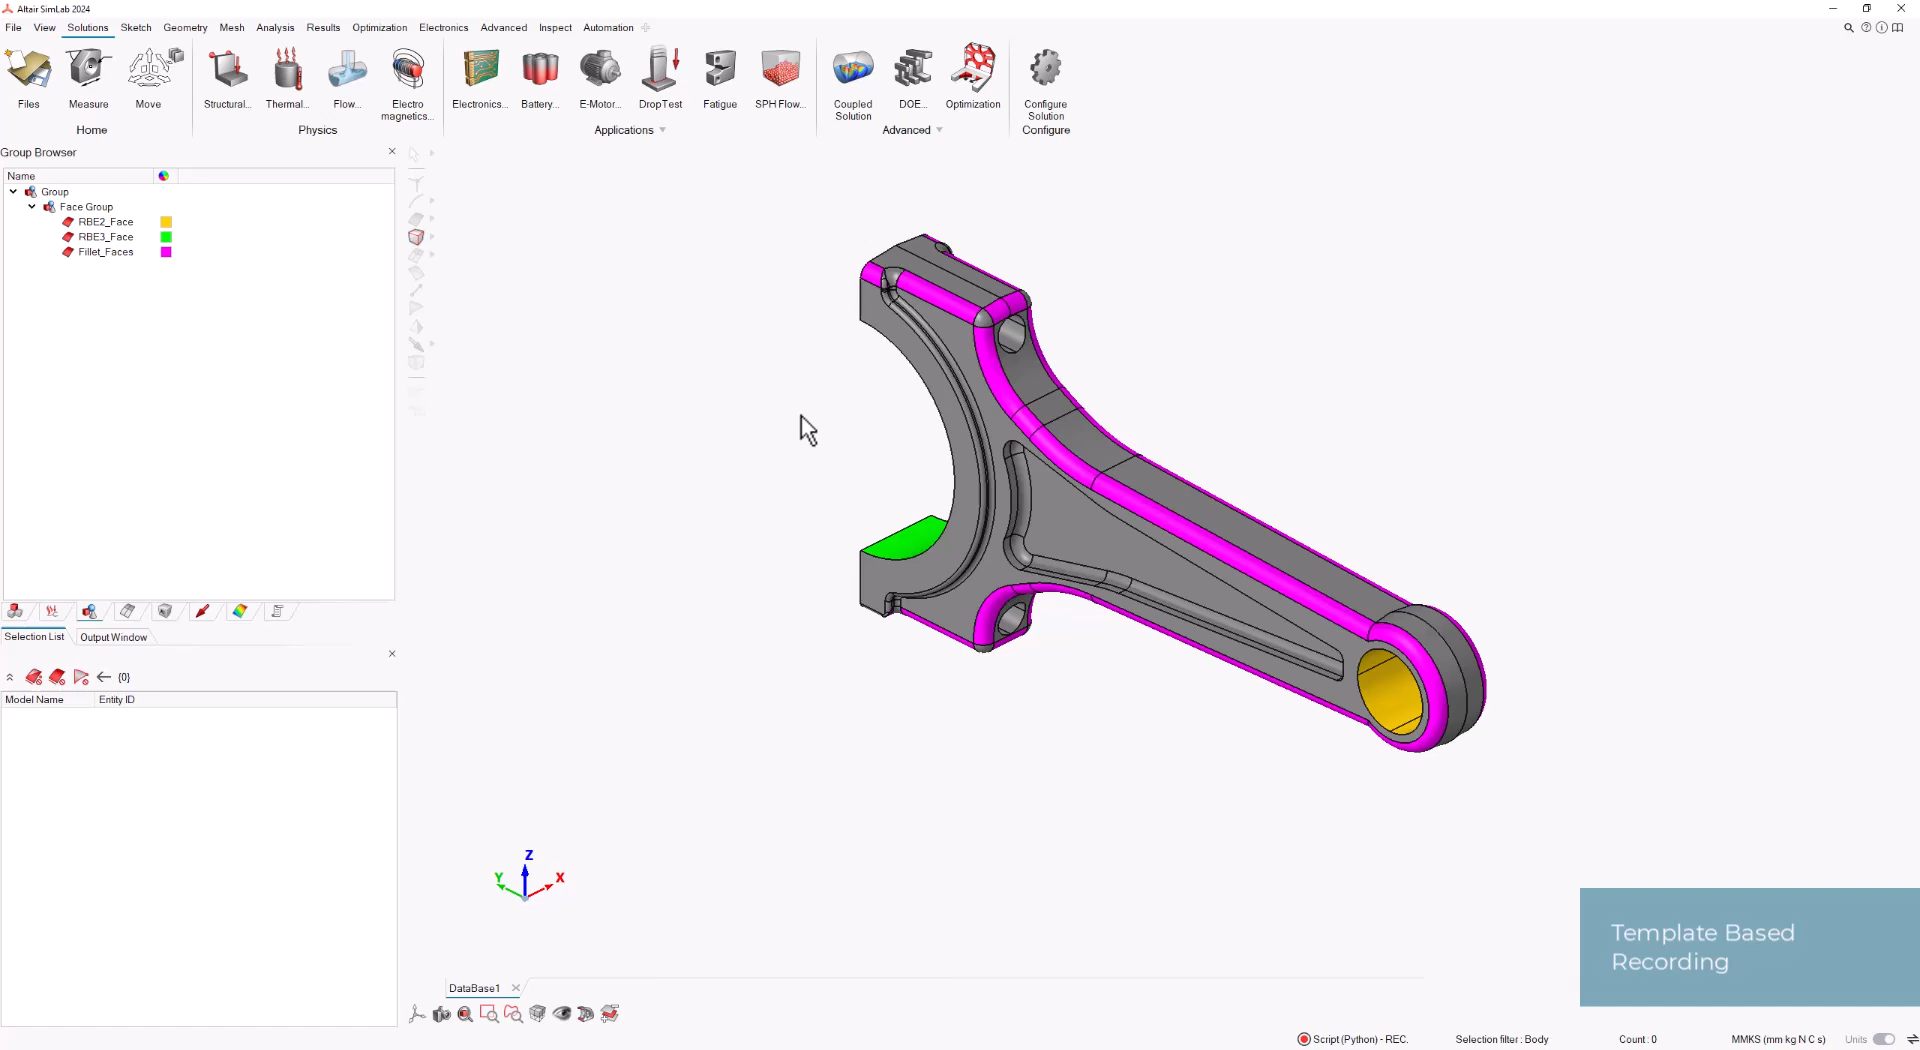 Altair SimLab 2024
File View Solutions Sketch Geometry Mesh Analysis Results Optimization Electronics Advanced Inspect Automation
Files Measure Move Structural... Thermal... Flow... Electro magnetics... Electronics... Battery... E-Motor... DropTest Fatigue SPH Flow... Coupled Solution DOE... Optimization Configure Solution
Home Physics Applications Advanced Configure
Group Browser
Name
Group
Face Group
RBE2_Face
RBE3_Face
Fillet_Faces
Selection List Output Window
{0}
Model Name Entity ID
Z
Y X
Template Based
Recording
DataBase1
Script (Python) - REC. Selection filter : Body Count : 0 MMKS (mm kg N C s) Units